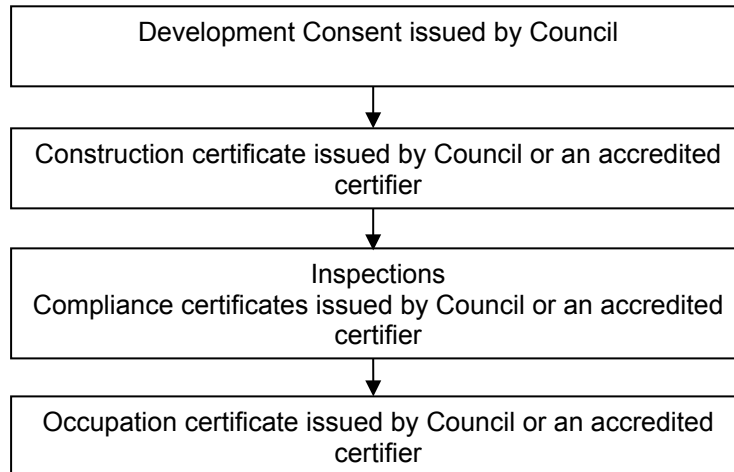 Development Consent issued by Council
Construction certificate issued by Council or an accredited
certifier
Inspections
Compliance certificates issued by Council or an accredited
certifier
Occupation certificate issued by Council or an accredited
certifier